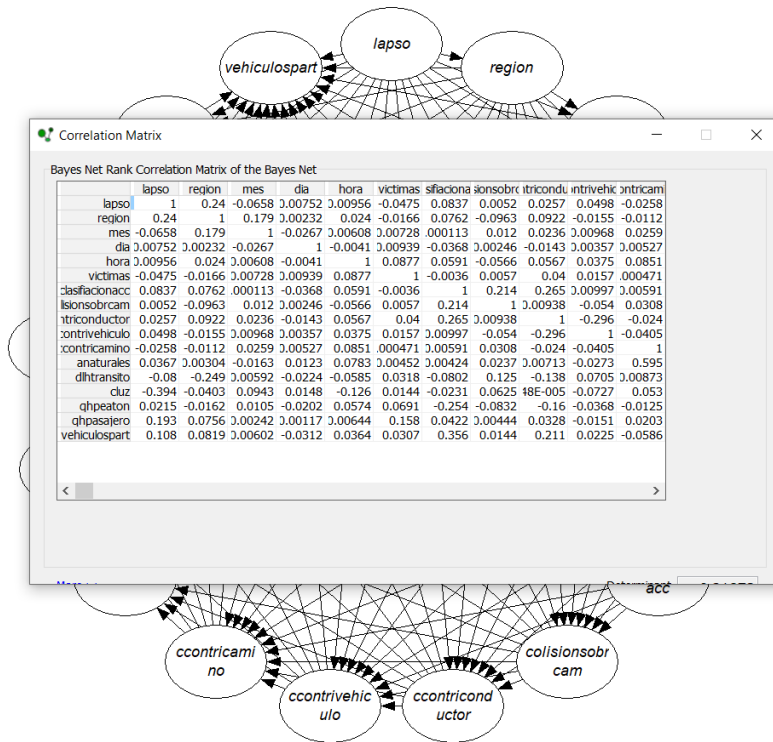 lapso
vehiculospart
region
Correlation Matrix
Bayes Net Rank Correlation Matrix of the Bayes Net
lapso region mes dia hora victimas sifiaciona sionsobrc ntricondu ontrivehic ontricam
lapso 1 0.24 -0.0658 0.00752 0.00956 -0.0475 0.0837 0.0052 0.0257 0.0498 -0.0258
region 0.24 1 0.179 0.00232 0.024 -0.0166 0.0762 -0.0963 0.0922 -0.0155 -0.0112
mes -0.0658 0.179 1 -0.0267 0.00608 0.00728 .000113 0.012 0.0236 0.00968 0.0259
dia 0.00752 0.00232 -0.0267 1 -0.0041 0.00939 -0.0368 0.00246 -0.0143 0.00357 0.00527
hora 0.00956 0.024 0.00608 -0.0041 1 0.0877 0.0591 -0.0566 0.0567 0.0375 0.0851
victimas -0.0475 -0.0166 0.00728 0.00939 0.0877 1 -0.0036 0.0057 0.04 0.0157 .000471
clasifiacionacc 0.0837 0.0762 .000113 -0.0368 0.0591 -0.0036 1 0.214 0.265 0.00997 0.00591
lisionsobrcam 0.0052 -0.0963 0.012 0.00246 -0.0566 0.0057 0.214 1 0.00938 -0.054 0.0308
ntriconductor 0.0257 0.0922 0.0236 -0.0143 0.0567 0.04 0.265 0.00938 1 -0.296 -0.024
contrivehiculo 0.0498 -0.0155 0.00968 0.00357 0.0375 0.0157 0.00997 -0.054 -0.296 1 -0.0405
ccontricamino -0.0258 -0.0112 0.0259 0.00527 0.0851 .000471 0.00591 0.0308 -0.024 -0.0405 1
anaturales 0.0367 0.00304 -0.0163 0.0123 0.0783 0.00452 0.00424 0.0237 0.00713 -0.0273 0.595
dlhtransito -0.08 -0.249 0.00592 -0.0224 -0.0585 0.0318 -0.0802 0.125 -0.138 0.0705 0.00873
cluz -0.394 -0.0403 0.0943 0.0148 -0.126 0.0144 -0.0231 0.0625 48E-005 -0.0727 0.053
qhpeaton 0.0215 -0.0162 0.0105 -0.0202 0.0574 0.0691 -0.254 -0.0832 -0.16 -0.0368 -0.0125
qhpasajero 0.193 0.0756 0.00242 0.00117 0.00644 0.158 0.0422 0.00444 0.0328 -0.0151 0.0203
vehiculospart 0.108 0.0819 0.00602 -0.0312 0.0364 0.0307 0.356 0.0144 0.211 0.0225 -0.0586
acc
ccontricami
no
colisionsobr
cam
ccontrivehic
ulo
ccontricond
uctor